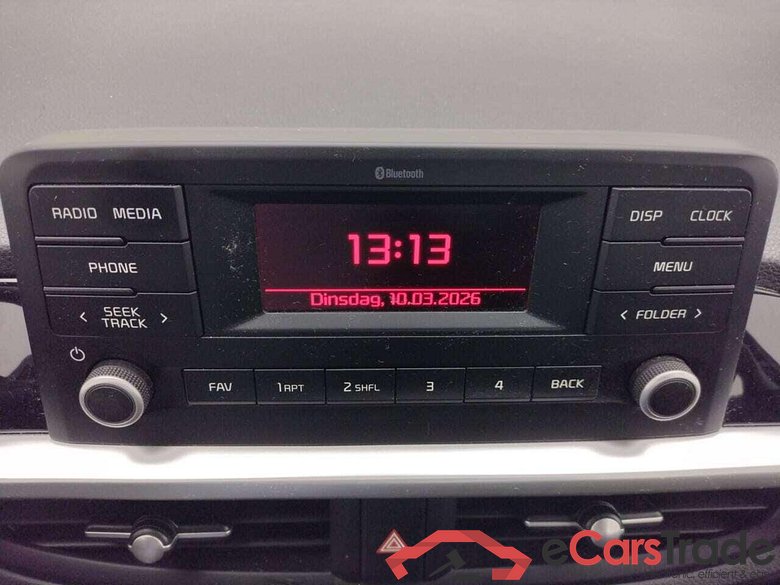 Bluetooth
RADIO MEDIA
DISP CLOCK
13:13
PHONE
MENU
Dinsdag, 10.03.2026
< SEEK TRACK >
< FOLDER >
FAV 1 RPT 2 SHFL 3 4 BACK
eCarsTrade
efficient &